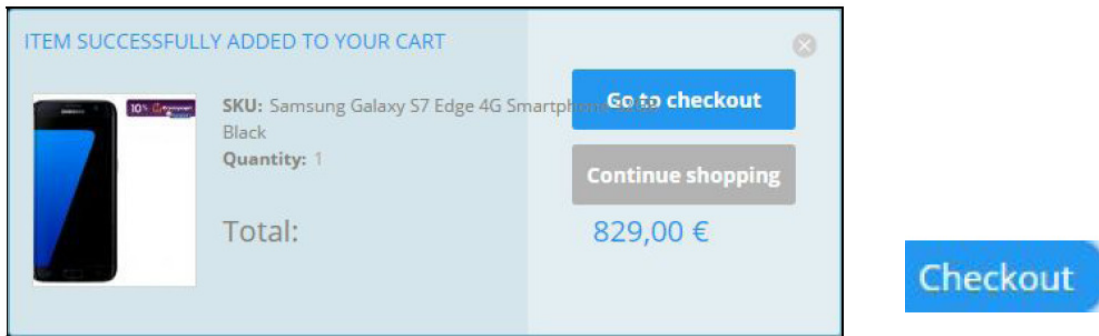 ITEM SUCCESSFULLY ADDED TO YOUR CART
10%
SKU: Samsung Galaxy S7 Edge 4G
Black
Quantity: 1
Total:
829,00 €
Go to checkout
Continue shopping
Checkout